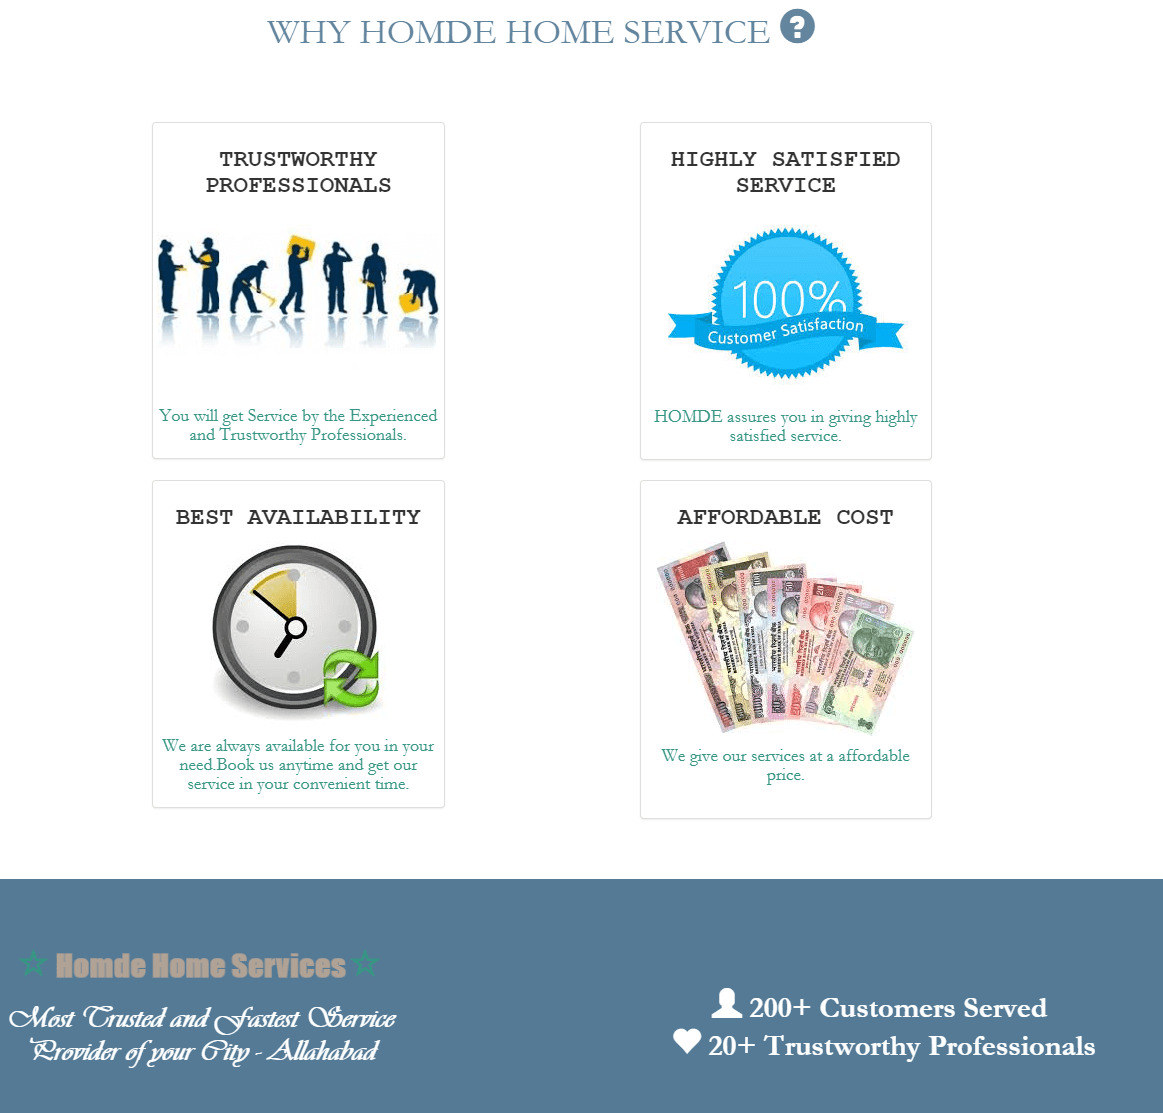 WHY HOMDE HOME SERVICE ?
TRUSTWORTHY
PROFESSIONALS
You will get Service by the Experienced
and Trustworthy Professionals.
HIGHLY SATISFIED
SERVICE
100%
Customer Satisfaction
HOMDE assures you in giving highly
satisfied service.
BEST AVAILABILITY
We are always available for you in your
need.Book us anytime and get our
service in your convenient time.
AFFORDABLE COST
We give our services at a affordable
price.
Homde Home Services
Most Trusted and Fastest Service
Provider of your City - Allahabad
200+ Customers Served
20+ Trustworthy Professionals